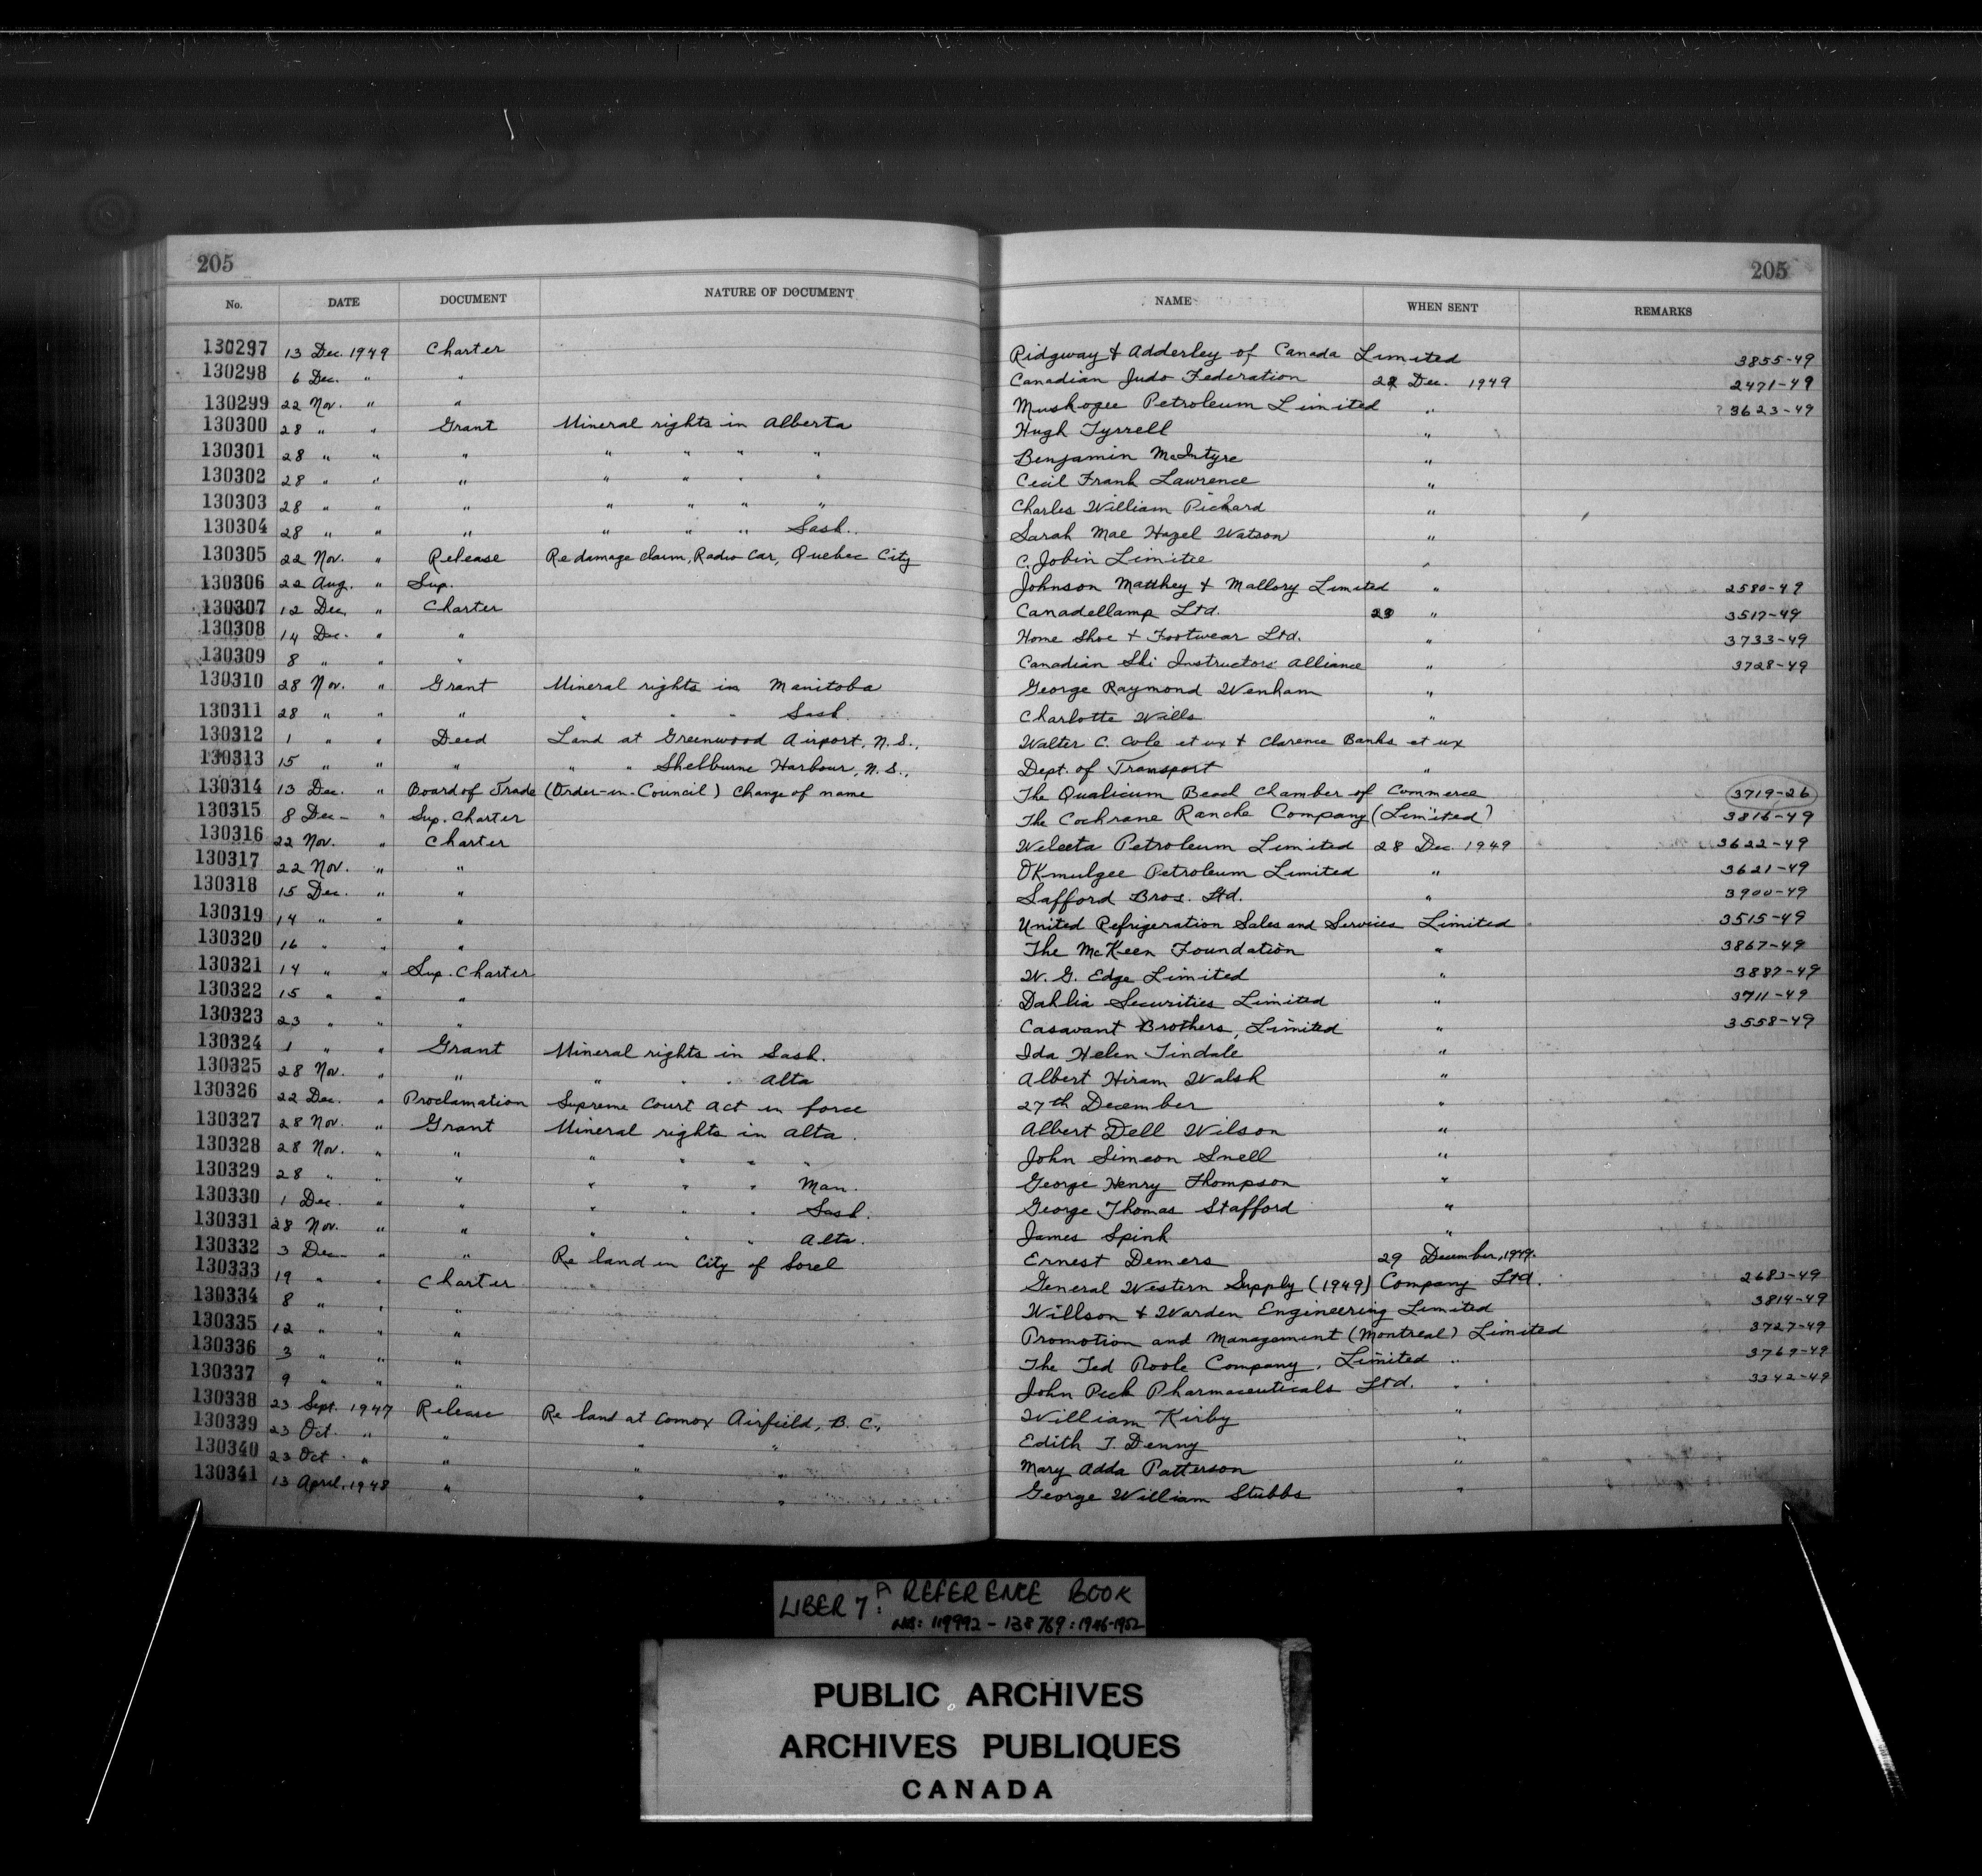 205 205
No. DATE DOCUMENT NATURE OF DOCUMENT NAME WHEN SENT REMARKS
130297 13 Dec. 1949 Charter Ridgway & Adderley of Canada Limited 3855-49
130298 6 Dec. " " Canadian Judo Federation Dec. 1949 2471-49
130299 22 Nov. " " Muskogee Petroleum Limited " 3623-49
130300 28 " " Grant Mineral rights in Alberta Hugh Tyrrell "
130301 28 " " " " " " " Benjamin McIntyre "
130302 28 " " " " " " " Cecil Frank Lawrence "
130303 28 " " " " " " " Charles William Pickard "
130304 28 " " " " " " Sask. Sarah Mae Hazel Watson "
130305 22 Nov. " Release Re damage claim, Radio Car, Quebec City C. Jobin Limitee "
130306 22 Aug. " Sup. Johnson Matthey & Mallory Limited " 2580-49
130307 12 Dec. " Charter Canadellamp Ltd. " 3517-49
130308 14 Dec. " " Home Shoe & Footwear Ltd. " 3733-49
130309 8 " " " Canadian Ski Instructors' Alliance " 3728-49
130310 28 Nov. " Grant Mineral rights in Manitoba George Raymond Wenham "
130311 28 " " " " " " Sask. Charlotte Wills "
130312 1 " " Deed Land at Greenwood Airport, N.S., Walter C. Cole et ux & Clarence Banks et ux
130313 15 " " " " " Shelburne Harbour, N.S., Dept. of Transport "
130314 13 Dec. " Board of Trade (Order-in-Council) Change of name The Qualicum Beach Chamber of Commerce 3719-26
130315 8 Dec. " Sup. Charter The Cochrane Ranche Company (Limited) 3816-49
130316 22 Nov. " Charter Weleeta Petroleum Limited 28 Dec. 1949 3622-49
130317 22 Nov. " " OKmulgee Petroleum Limited " 3621-49
130318 15 Dec. " " Safford Bros. Ltd. " 3900-49
130319 14 " " " United Refrigeration Sales and Services Limited 3515-49
130320 16 " " " The McKeen Foundation " 3867-49
130321 14 " " Sup. Charter W. G. Edge Limited " 3887-49
130322 15 " " " Dahlia Securities Limited " 3711-49
130323 23 " " " Casavant Brothers, Limited " 3558-49
130324 1 " " Grant Mineral rights in Sask. Ida Helen Tindale "
130325 28 Nov. " " " " " Alta Albert Hiram Walsh "
130326 22 Dec. " Proclamation Supreme Court Act in force 27th December "
130327 28 Nov. " Grant Mineral rights in Alta. Albert Dell Wilson "
130328 28 Nov. " " " " " " John Simeon Snell "
130329 28 " " " " " " Man. George Henry Thompson "
130330 1 Dec. " " " " " Sask. George Thomas Stafford "
130331 28 Nov. " " " " " Alta. James Spink "
130332 3 Dec. " Re land in City of Sorel Ernest Demers 29 December, 1949.
130333 19 " " Charter General Western Supply (1949) Company Ltd. 2683-49
130334 8 " " " Willson & Warden Engineering Limited 3814-49
130335 12 " " " Promotion and Management (Montreal) Limited 3727-49
130336 3 " " " The Ted Poole Company, Limited " 3769-49
130337 9 " " " John Peck Pharmaceuticals Ltd. " 3342-49
130338 23 Sept. 1947 Release Re land at Comox Airfield, B.C., William Kirby "
130339 23 Oct. " " " " Edith T. Denny "
130340 23 Oct. " " " " Mary Adda Patterson "
130341 13 April, 1948 " " " George William Stubbs "
LIBER 7A: REFERENCE BOOK
NOS: 119992 - 138769: 1946-1952
PUBLIC ARCHIVES
ARCHIVES PUBLIQUES
CANADA